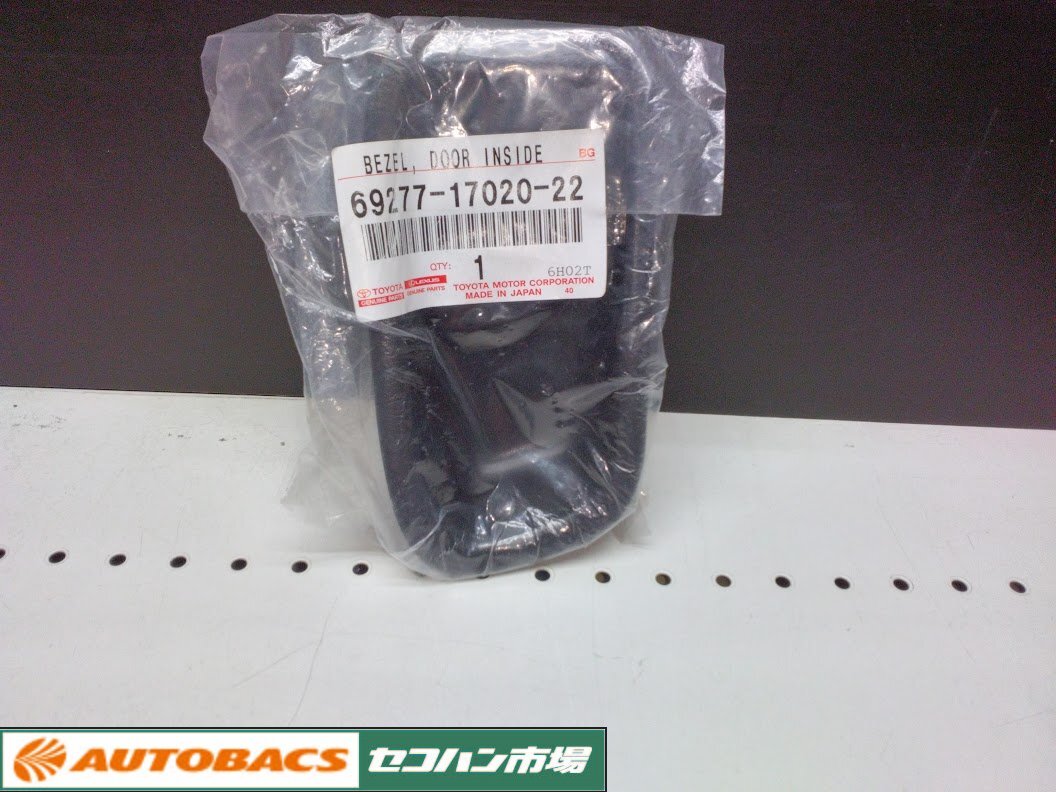 BEZEL, DOOR INSIDE BG
69277-17020-22
QTY: 1 6H02T
TOYOTA LEXUS TOYOTA MOTOR CORPORATION
GENUINE PARTS GENUINE PARTS MADE IN JAPAN 40
AUTOBACS セコハン市場